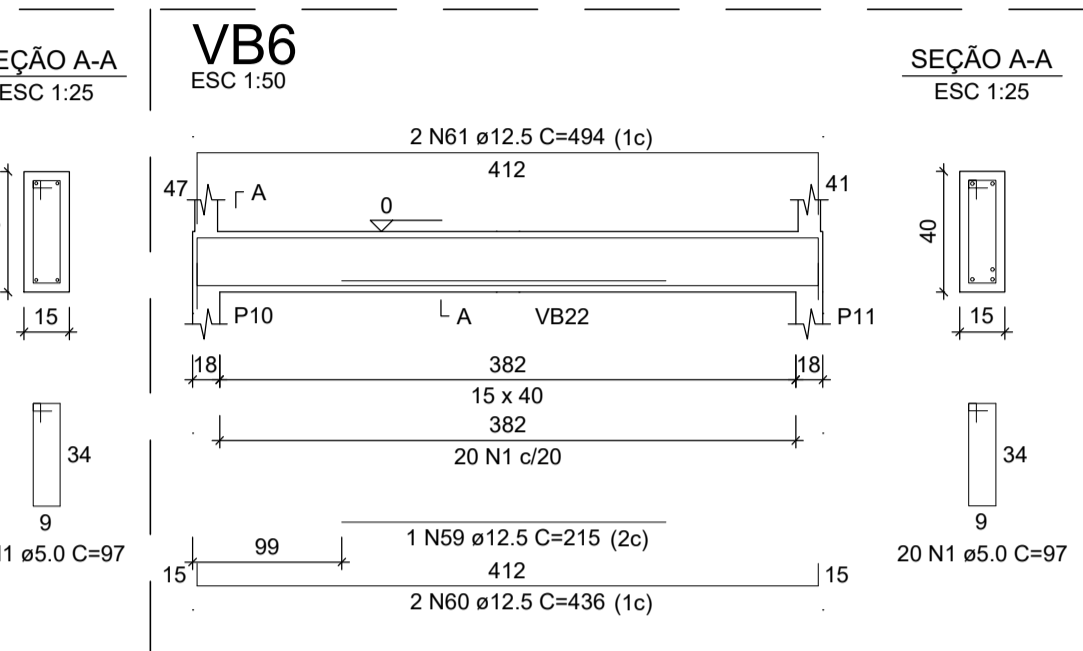 EÇÃO A-A
ESC 1:25
15
34
9
1 ø5.0 C=97
VB6
ESC 1:50
2 N61 ø12.5 C=494 (1c)
412
47
A
0
41
P10
A
VB22
P11
18
382
18
15 x 40
382
20 N1 c/20
1 N59 ø12.5 C=215 (2c)
99
15
412
15
2 N60 ø12.5 C=436 (1c)
SEÇÃO A-A
ESC 1:25
40
15
34
9
20 N1 ø5.0 C=97